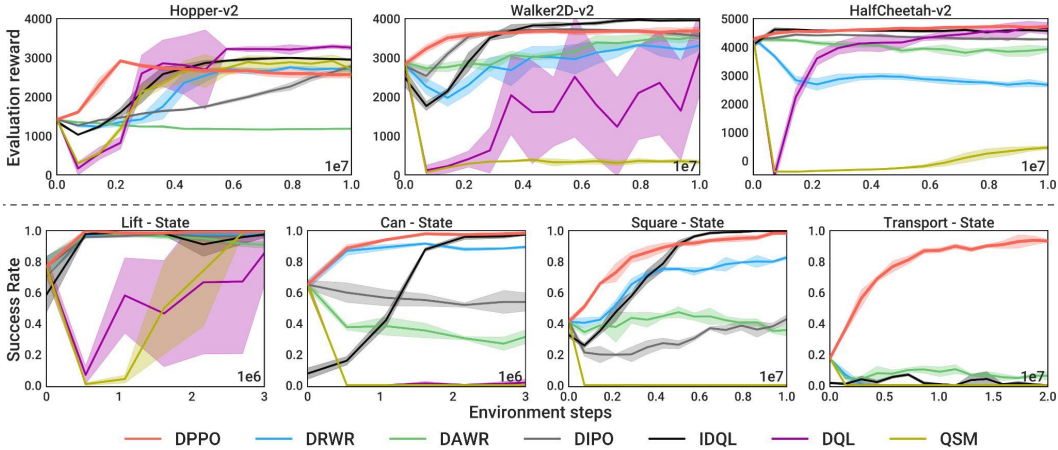 Hopper-v2
Walker2D-v2
HalfCheetah-v2
Evaluation reward
4000
3000
2000
1000
0
0.0 0.2 0.4 0.6 0.8 1.0
1e7
4000
3000
2000
1000
0
0.0 0.2 0.4 0.6 0.8 1.0
1e7
5000
4000
3000
2000
1000
0
0.0 0.2 0.4 0.6 0.8 1.0
1e7
Lift - State
Can - State
Square - State
Transport - State
Success Rate
1.0
0.8
0.6
0.4
0.2
0.0
0 1 2 3
1e6
1.0
0.8
0.6
0.4
0.2
0.0
0 1 2 3
1e6
1.0
0.8
0.6
0.4
0.2
0.0
0.0 0.2 0.4 0.6 0.8 1.0
1e7
1.0
0.8
0.6
0.4
0.2
0.0
0.0 0.5 1.0 1.5 2.0
1e7
Environment steps
DPPO DRWR DAWR DIPO IDQL DQL QSM